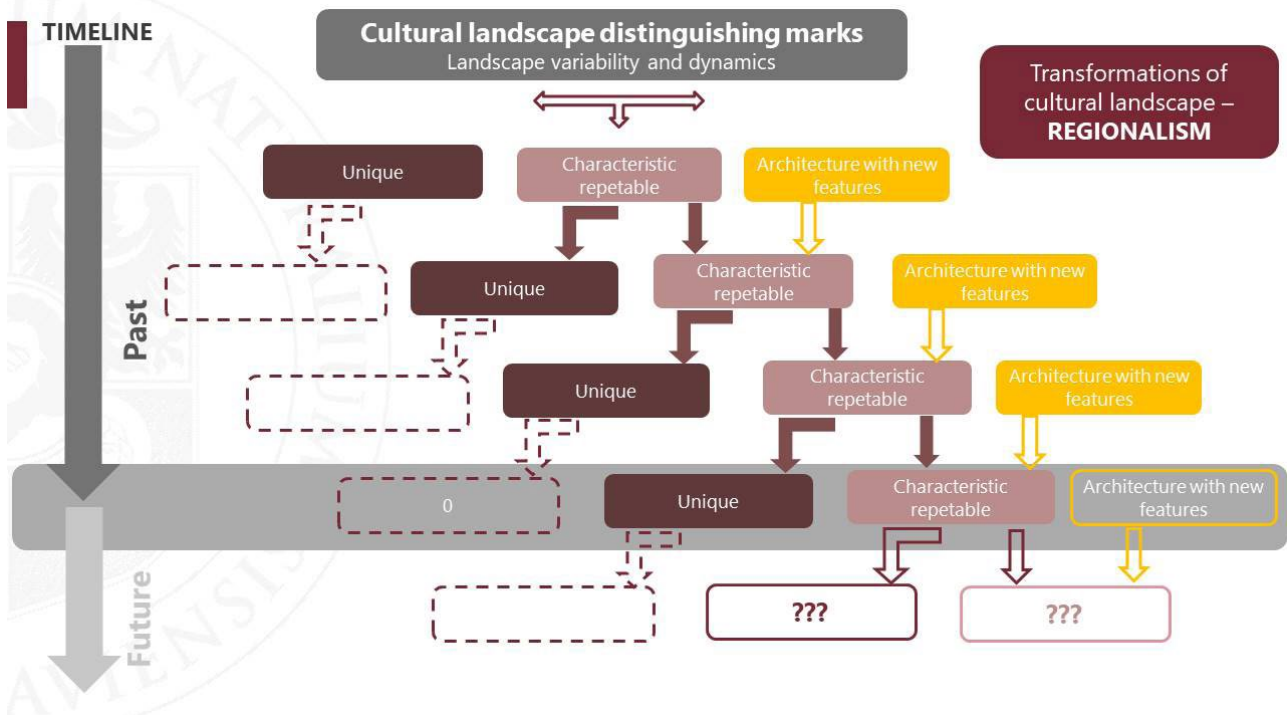 TIMELINE
Cultural landscape distinguishing marks
Landscape variability and dynamics
Transformations of
cultural landscape –
REGIONALISM
Unique
Characteristic
repetable
Architecture with new
features
Past
Unique
Characteristic
repetable
Architecture with new
features
Unique
Characteristic
repetable
Architecture with new
features
0
Unique
Characteristic
repetable
Architecture with new
features
Future
???
???